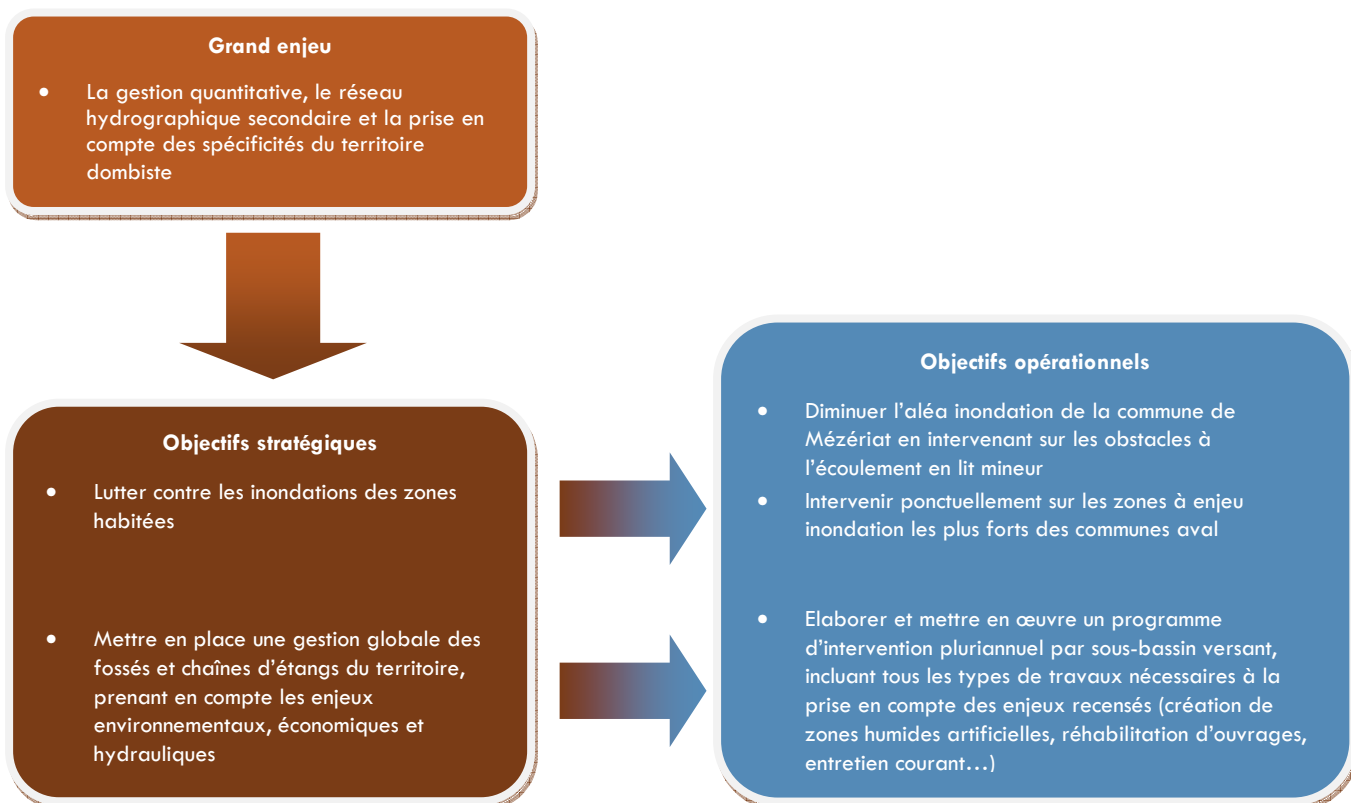 Grand enjeu
• La gestion quantitative, le réseau
hydrographique secondaire et la prise en
compte des spécificités du territoire
dombiste
Objectifs stratégiques
• Lutter contre les inondations des zones
habitées
• Mettre en place une gestion globale des
fossés et chaînes d’étangs du territoire,
prenant en compte les enjeux
environnementaux, économiques et
hydrauliques
Objectifs opérationnels
• Diminuer l’aléa inondation de la commune de
Mézériat en intervenant sur les obstacles à
l’écoulement en lit mineur
• Intervenir ponctuellement sur les zones à enjeu
inondation les plus forts des communes aval
• Elaborer et mettre en œuvre un programme
d’intervention pluriannuel par sous-bassin versant,
incluant tous les types de travaux nécessaires à la
prise en compte des enjeux recensés (création de
zones humides artificielles, réhabilitation d’ouvrages,
entretien courant…)